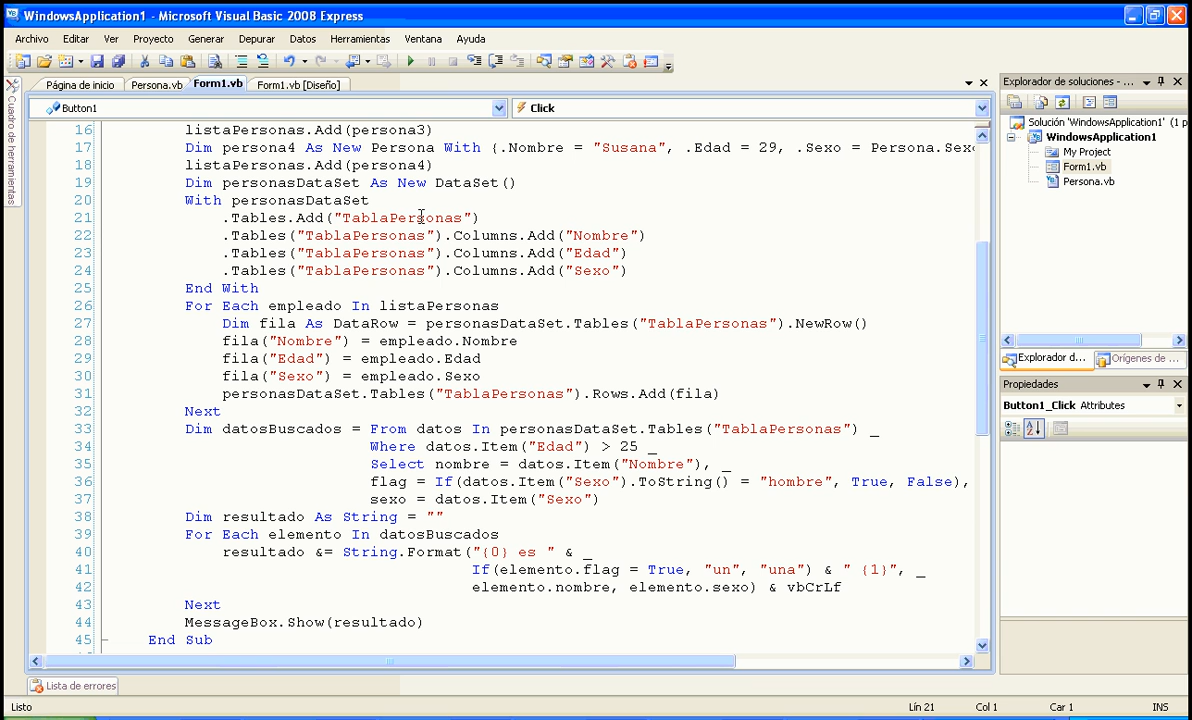 WindowsApplication1 - Microsoft Visual Basic 2008 Express
Archivo Editar Ver Proyecto Generar Depurar Datos Herramientas Ventana Ayuda
Página de inicio Persona.vb Form1.vb Form1.vb [Diseño]
Button1 Click
Cuadro de herramientas
16 listaPersonas.Add(persona3)
17 Dim persona4 As New Persona With {.Nombre = "Susana", .Edad = 29, .Sexo = Persona.Sexo
18 listaPersonas.Add(persona4)
19 Dim personasDataSet As New DataSet()
20 With personasDataSet
21 .Tables.Add("TablaPersonas")
22 .Tables("TablaPersonas").Columns.Add("Nombre")
23 .Tables("TablaPersonas").Columns.Add("Edad")
24 .Tables("TablaPersonas").Columns.Add("Sexo")
25 End With
26 For Each empleado In listaPersonas
27 Dim fila As DataRow = personasDataSet.Tables("TablaPersonas").NewRow()
28 fila("Nombre") = empleado.Nombre
29 fila("Edad") = empleado.Edad
30 fila("Sexo") = empleado.Sexo
31 personasDataSet.Tables("TablaPersonas").Rows.Add(fila)
32 Next
33 Dim datosBuscados = From datos In personasDataSet.Tables("TablaPersonas") _
34 Where datos.Item("Edad") > 25 _
35 Select nombre = datos.Item("Nombre"), _
36 flag = If(datos.Item("Sexo").ToString() = "hombre", True, False),
37 sexo = datos.Item("Sexo")
38 Dim resultado As String = ""
39 For Each elemento In datosBuscados
40 resultado &= String.Format("{0} es " & _
41 If(elemento.flag = True, "un", "una") & " {1}", _
42 elemento.nombre, elemento.sexo) & vbCrLf
43 Next
44 MessageBox.Show(resultado)
45 End Sub
Lista de errores
Explorador de soluciones - ...
Solución 'WindowsApplication1' (1 p
WindowsApplication1
My Project
Form1.vb
Persona.vb
Explorador d... Orígenes de ...
Propiedades
Button1_Click Attributes
Listo Lín 21 Col 1 Car 1 INS